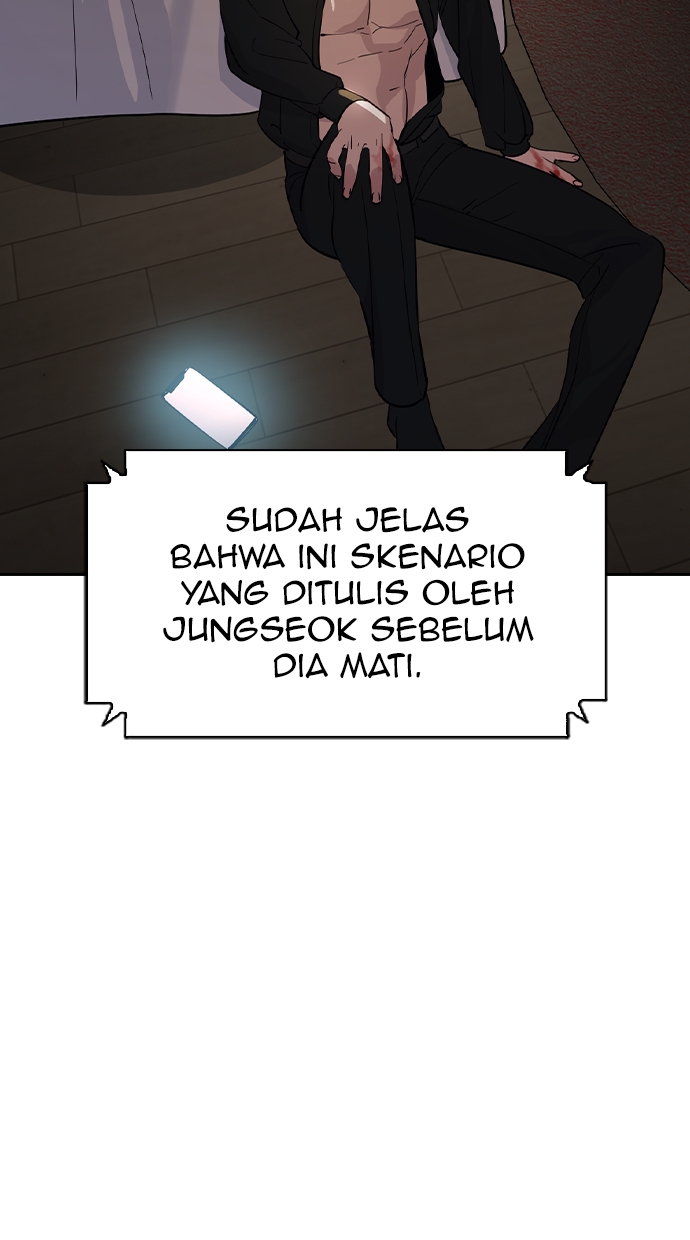 SUDAH JELAS
BAHWA INI SKENARIO
YANG DITULIS OLEH
JUNGSEOK SEBELUM
DIA MATI.